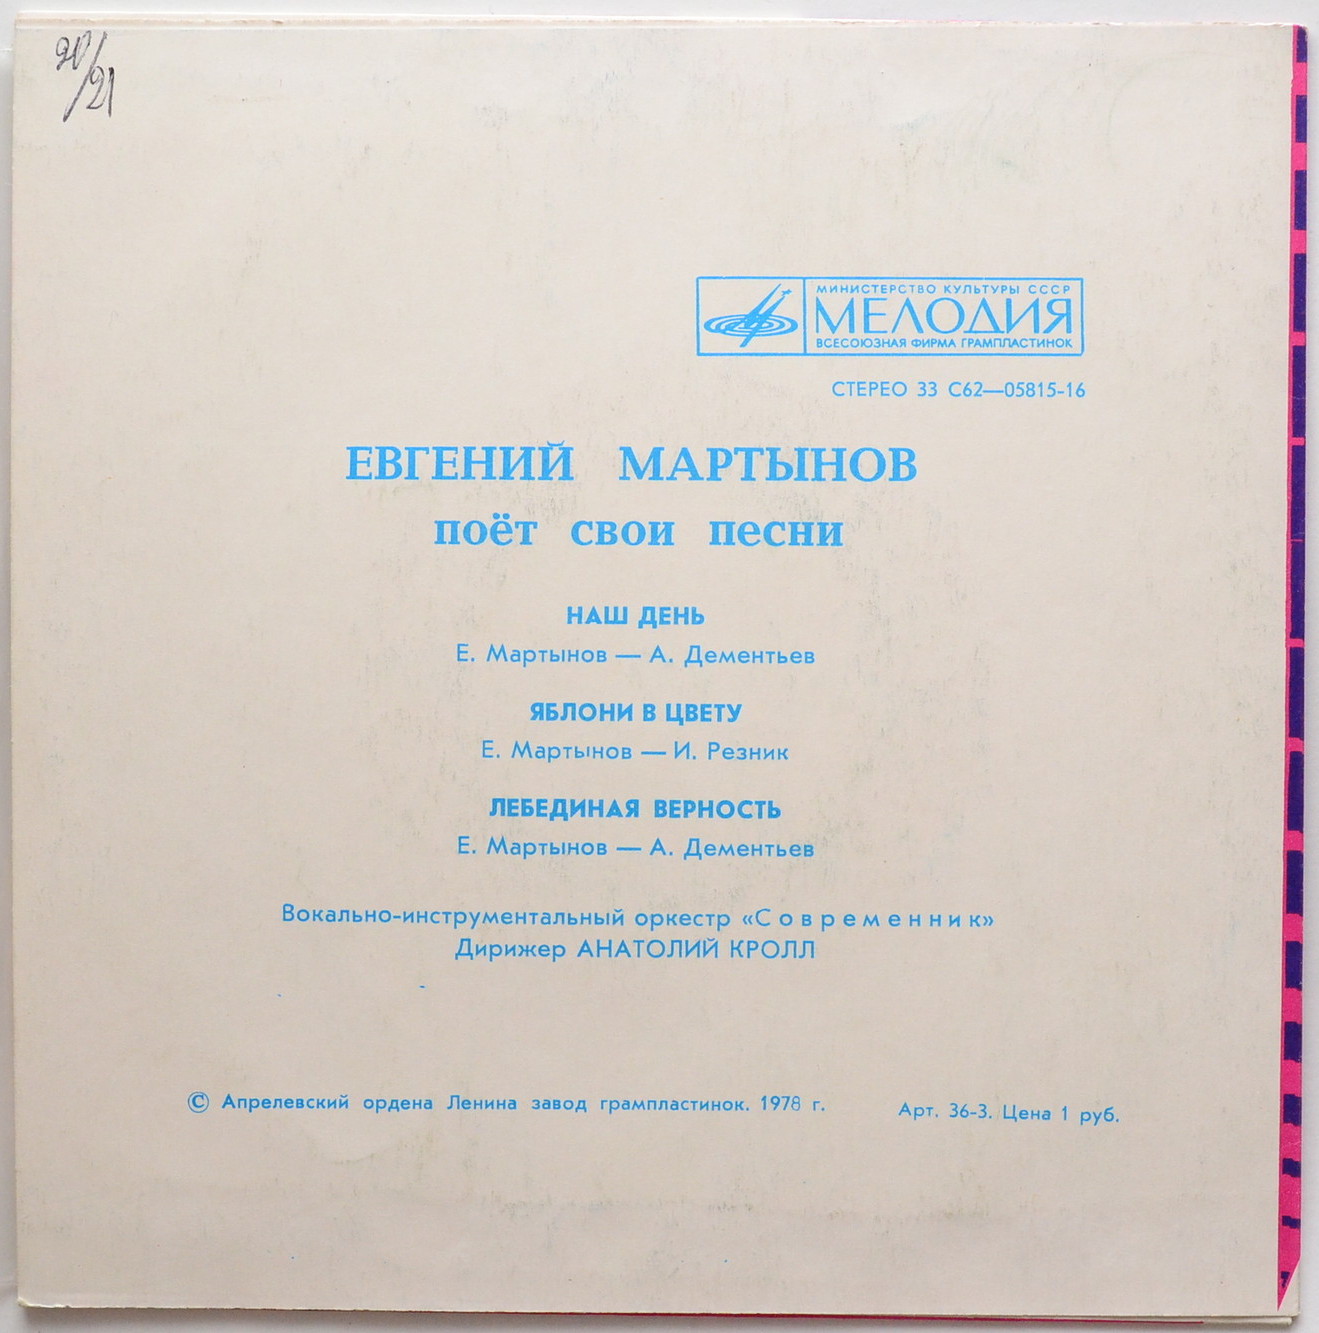 20/21
МИНИСТЕРСТВО КУЛЬТУРЫ СССР
МЕЛОДИЯ
ВСЕСОЮЗНАЯ ФИРМА ГРАМПЛАСТИНОК
СТЕРЕО 33 С62—05815-16
ЕВГЕНИЙ МАРТЫНОВ
поёт свои песни
НАШ ДЕНЬ
Е. Мартынов — А. Дементьев
ЯБЛОНИ В ЦВЕТУ
Е. Мартынов — И. Резник
ЛЕБЕДИНАЯ ВЕРНОСТЬ
Е. Мартынов — А. Дементьев
Вокально-инструментальный оркестр «Современник»
Дирижер АНАТОЛИЙ КРОЛЛ
© Апрелевский ордена Ленина завод грампластинок. 1978 г.
Арт. 36-3. Цена 1 руб.